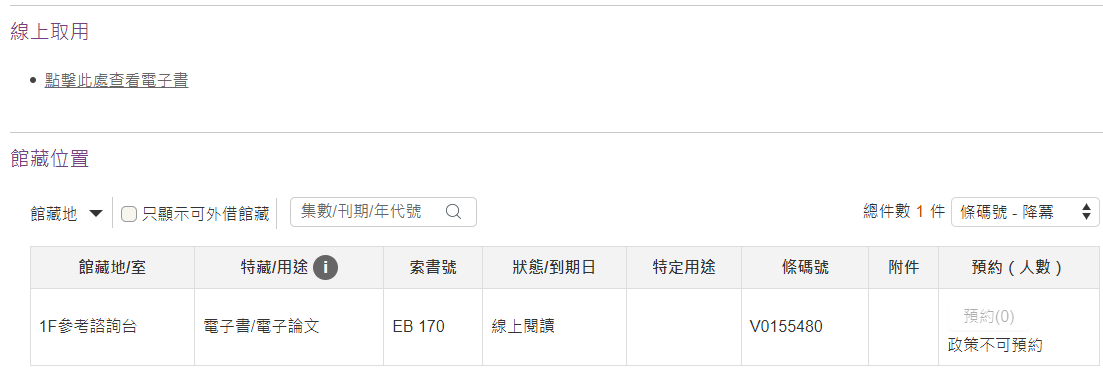 線上取用
點擊此處查看電子書
館藏位置
館藏地 只顯示可外借館藏 集數/刊期/年代號 總件數 1 件 條碼號 - 降冪
館藏地/室 特藏/用途 i 索書號 狀態/到期日 特定用途 條碼號 附件 預約 ( 人數 )
1F參考諮詢台 電子書/電子論文 EB 170 線上閱讀 V0155480 預約(0)
政策不可預約